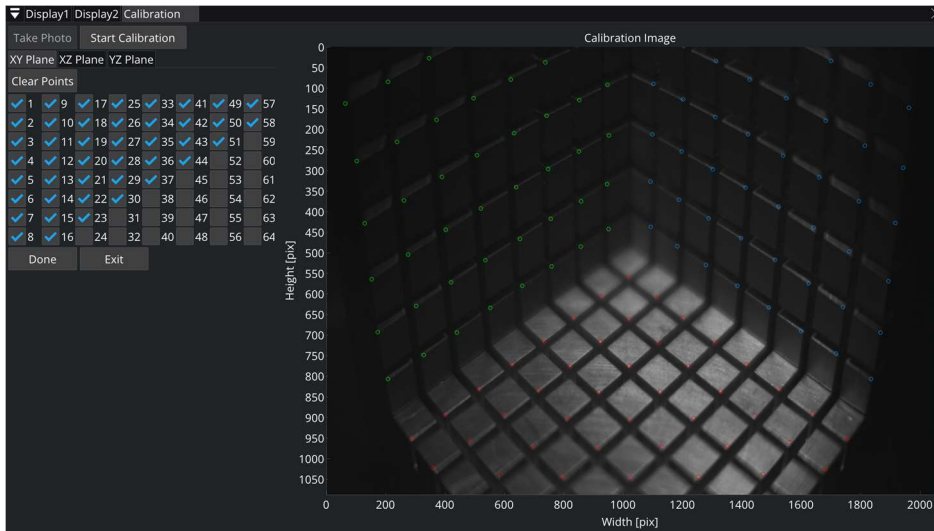 Display1 Display2 Calibration
Take Photo Start Calibration
XY Plane XZ Plane YZ Plane
Clear Points
1 9 17 25 33 41 49 57
2 10 18 26 34 42 50 58
3 11 19 27 35 43 51 59
4 12 20 28 36 44 52 60
5 13 21 29 37 45 53 61
6 14 22 30 38 46 54 62
7 15 23 31 39 47 55 63
8 16 24 32 40 48 56 64
Done Exit
Calibration Image
Height [pix]
0
50
100
150
200
250
300
350
400
450
500
550
600
650
700
750
800
850
900
950
1000
1050
0 200 400 600 800 1000 1200 1400 1600 1800 2000
Width [pix]